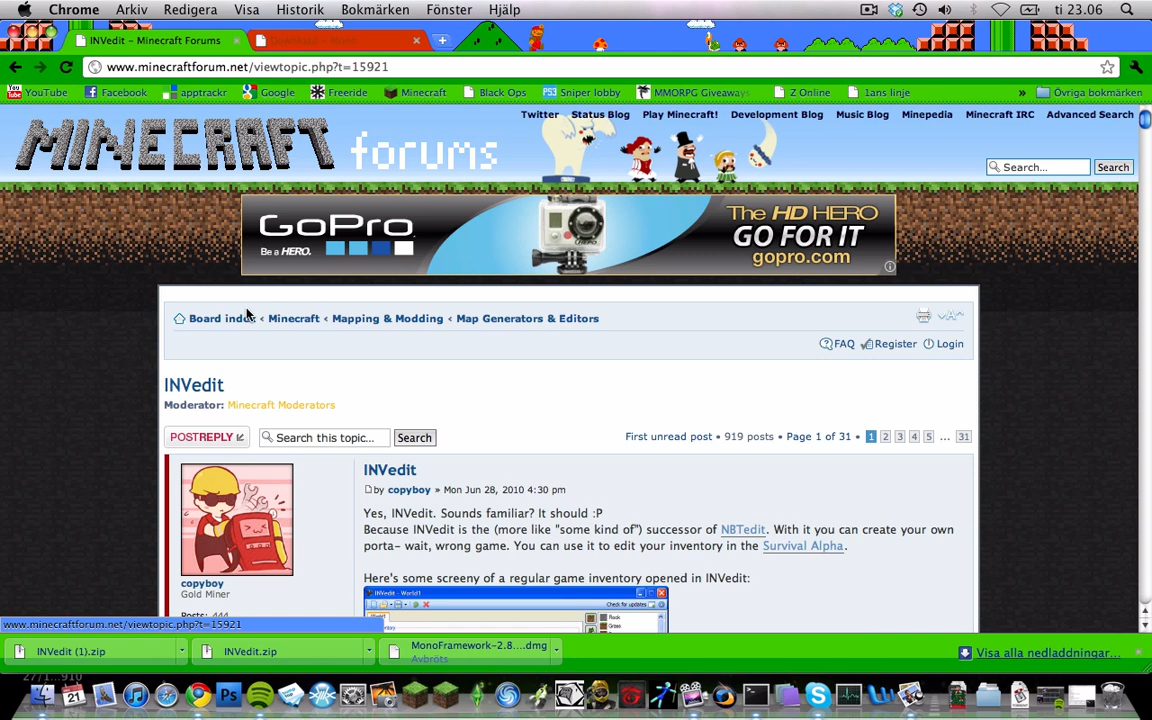 Chrome Arkiv Redigera Visa Historik Bokmärken Fönster Hjälp ti 23.06
INVedit – Minecraft Forums
www.minecraftforum.net/viewtopic.php?t=15921
YouTube Facebook apptrackr Google Freeride Minecraft Black Ops Sniper lobby MMORPG Giveaways Z Online 1ans linje » Övriga bokmärken
MINECRAFT forums
Twitter Status Blog Play Minecraft! Development Blog Music Blog Minepedia Minecraft IRC Advanced Search
Search... Search
GoPro
Be a HERO.
The HD HERO
GO FOR IT
gopro.com
Board index ‹ Minecraft ‹ Mapping & Modding ‹ Map Generators & Editors
FAQ Register Login
INVedit
Moderator: Minecraft Moderators
POSTREPLY Search this topic... Search
First unread post • 919 posts • Page 1 of 31 • 1 2 3 4 5 ... 31
INVedit
by copyboy » Mon Jun 28, 2010 4:30 pm
Yes, INVedit. Sounds familiar? It should :P
Because INVedit is the (more like "some kind of") successor of NBTedit. With it you can create your own
porta- wait, wrong game. You can use it to edit your inventory in the Survival Alpha.
Here's some screeny of a regular game inventory opened in INVedit:
INVedit - World1
Check for updates
copyboy
Gold Miner
Posts: 444
www.minecraftforum.net/viewtopic.php?t=15921
INVedit (1).zip INVedit.zip MonoFramework-2.8....dmg
Avbröts
Visa alla nedladdningar...